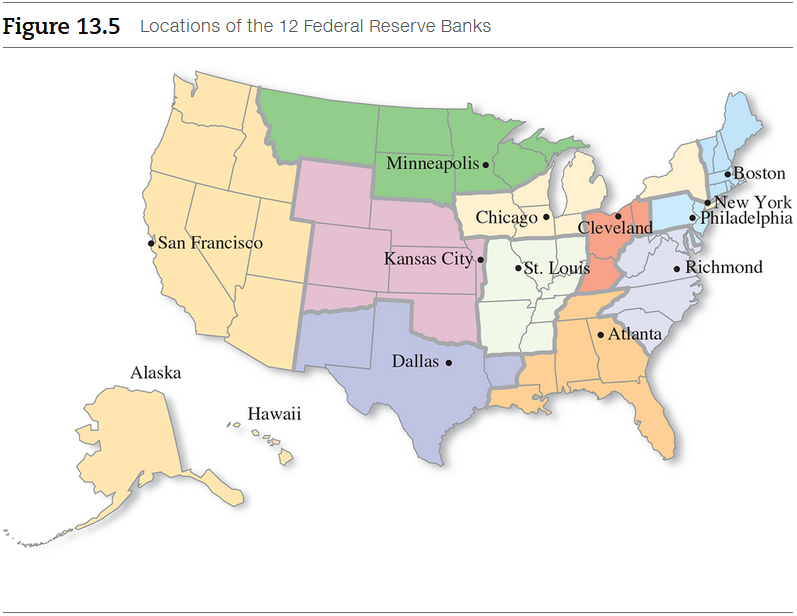 Figure 13.5 Locations of the 12 Federal Reserve Banks
Minneapolis
Boston
New York
Philadelphia
Chicago
Cleveland
San Francisco
Kansas City
St. Louis
Richmond
Atlanta
Dallas
Alaska
Hawaii